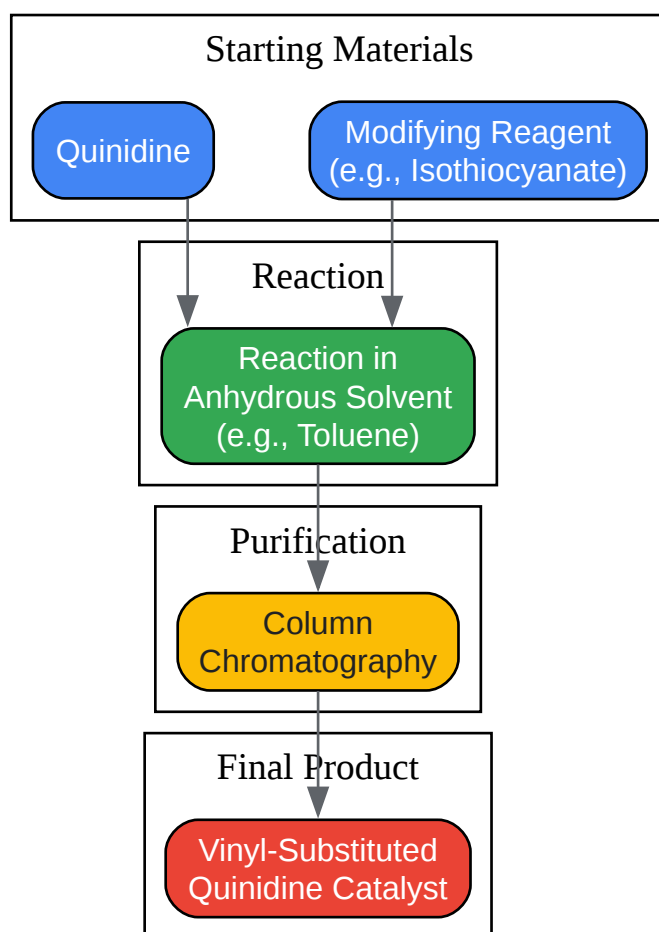 Starting Materials
Quinidine
Modifying Reagent
(e.g., Isothiocyanate)
Reaction
Reaction in
Anhydrous Solvent
(e.g., Toluene)
Purification
Column
Chromatography
Final Product
Vinyl-Substituted
Quinidine Catalyst